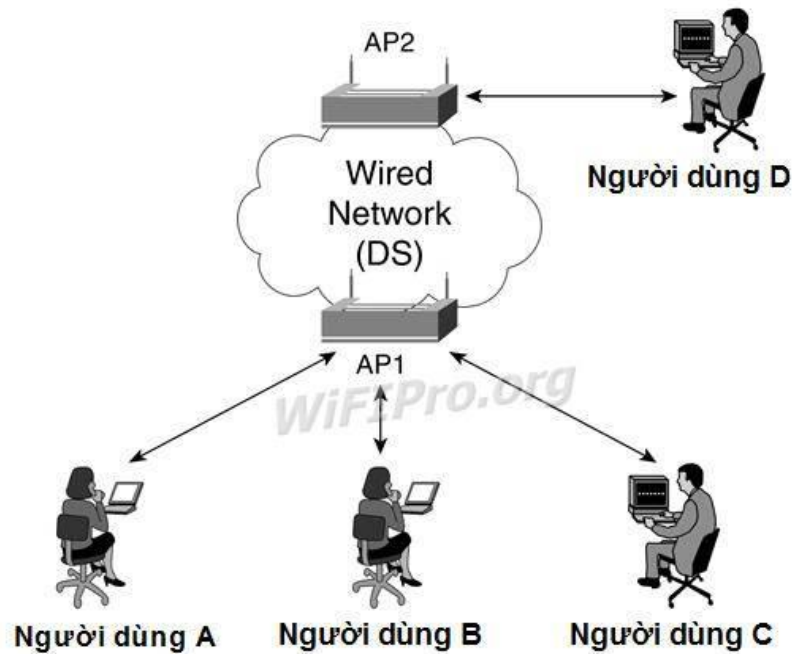 AP2
Người dùng D
Wired
Network
(DS)
AP1
WiFIPro.org
Người dùng A
Người dùng B
Người dùng C